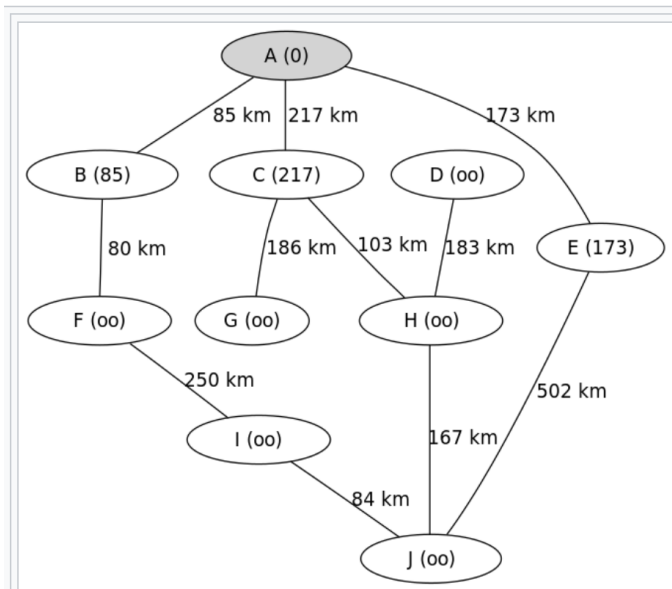 A (0)
85 km
217 km
173 km
B (85)
C (217)
D (oo)
E (173)
80 km
186 km
103 km
183 km
F (oo)
G (oo)
H (oo)
250 km
502 km
I (oo)
167 km
84 km
J (oo)